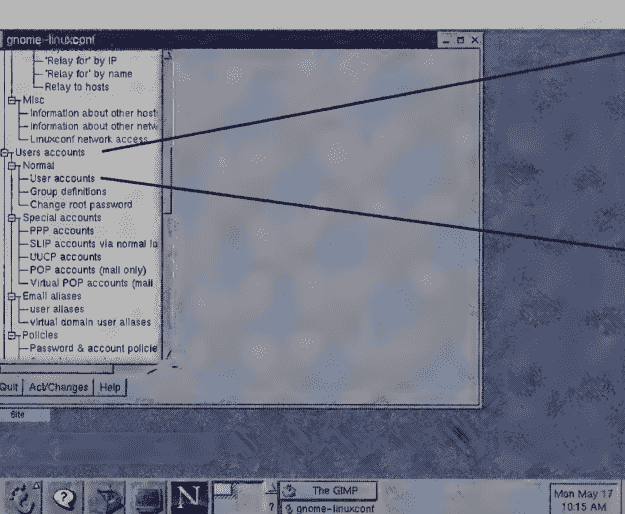 gnome-linuxconf
'Relay for' by IP
'Relay for' by name
Relay to hosts
Misc
Information about other host
Information about other netw
Linuxconf network access
Users accounts
Normal
User accounts
Group definitions
Change root password
Special accounts
PPP accounts
SLIP accounts via normal lo
UUCP accounts
POP accounts (mail only)
Virtual POP accounts (mail
Email aliases
user aliases
virtual domain user aliases
Policies
Password & account policie
Quit
Act/Changes
Help
Site
N
?
The GIMP
gnome-linuxconf
Mon May 17
10:15 AM